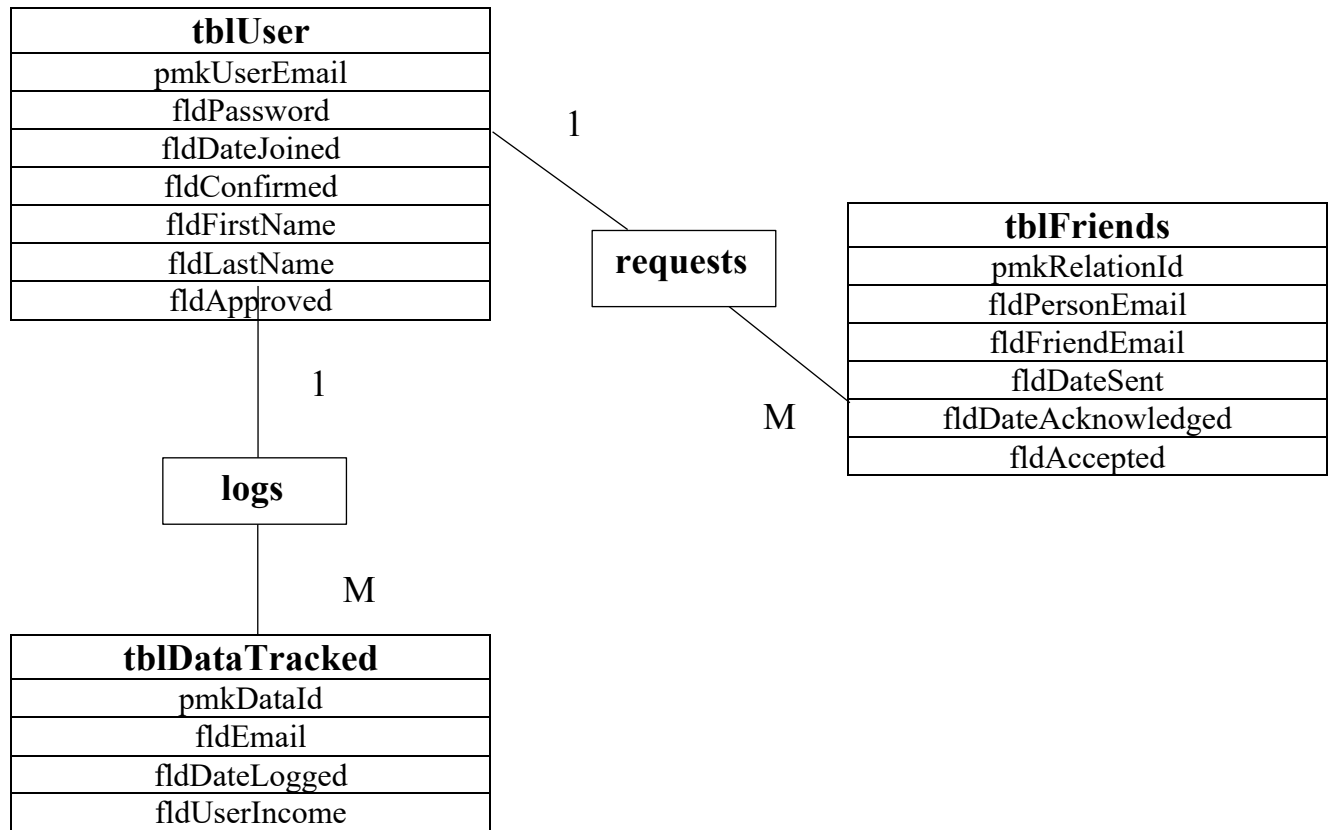 tblUser
pmkUserEmail
fldPassword
fldDateJoined
fldConfirmed
fldFirstName
fldLastName
fldApproved
1
requests
M
tblFriends
pmkRelationId
fldPersonEmail
fldFriendEmail
fldDateSent
fldDateAcknowledged
fldAccepted
1
logs
M
tblDataTracked
pmkDataId
fldEmail
fldDateLogged
fldUserIncome